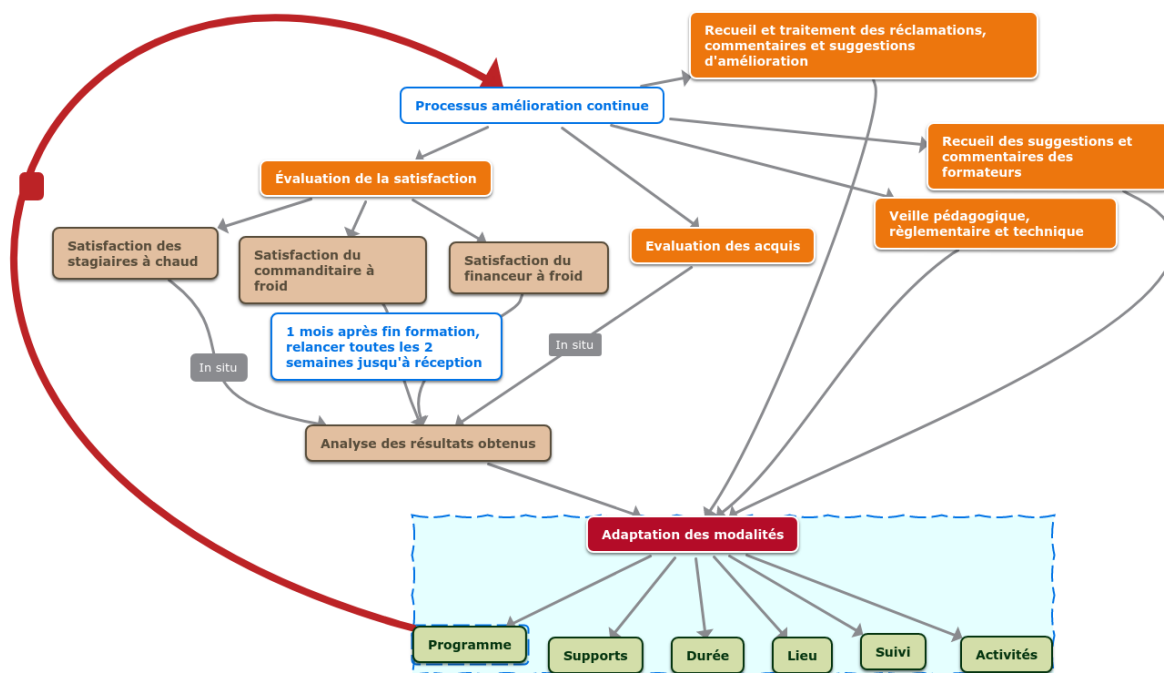 Recueil et traitement des réclamations,
commentaires et suggestions
d'amélioration
Processus amélioration continue
Recueil des suggestions et
commentaires des
formateurs
Évaluation de la satisfaction
Veille pédagogique,
règlementaire et technique
Evaluation des acquis
Satisfaction des
stagiaires à chaud
Satisfaction du
commanditaire à
froid
Satisfaction du
financeur à froid
1 mois après fin formation,
relancer toutes les 2
semaines jusqu'à réception
In situ
In situ
Analyse des résultats obtenus
Adaptation des modalités
Programme
Supports
Durée
Lieu
Suivi
Activités